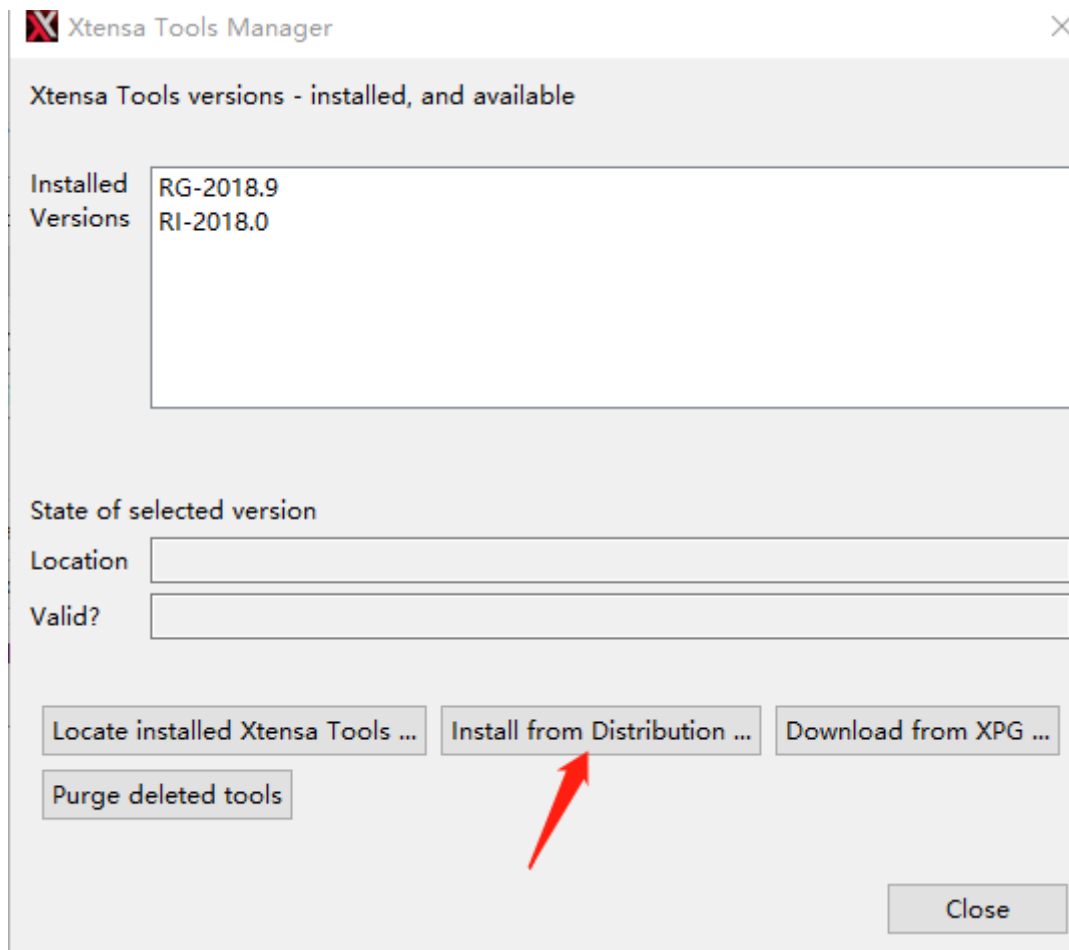 Xtensa Tools Manager
Xtensa Tools versions - installed, and available
Installed
Versions
RG-2018.9
RI-2018.0
State of selected version
Location
Valid?
Locate installed Xtensa Tools ...
Install from Distribution ...
Download from XPG ...
Purge deleted tools
Close